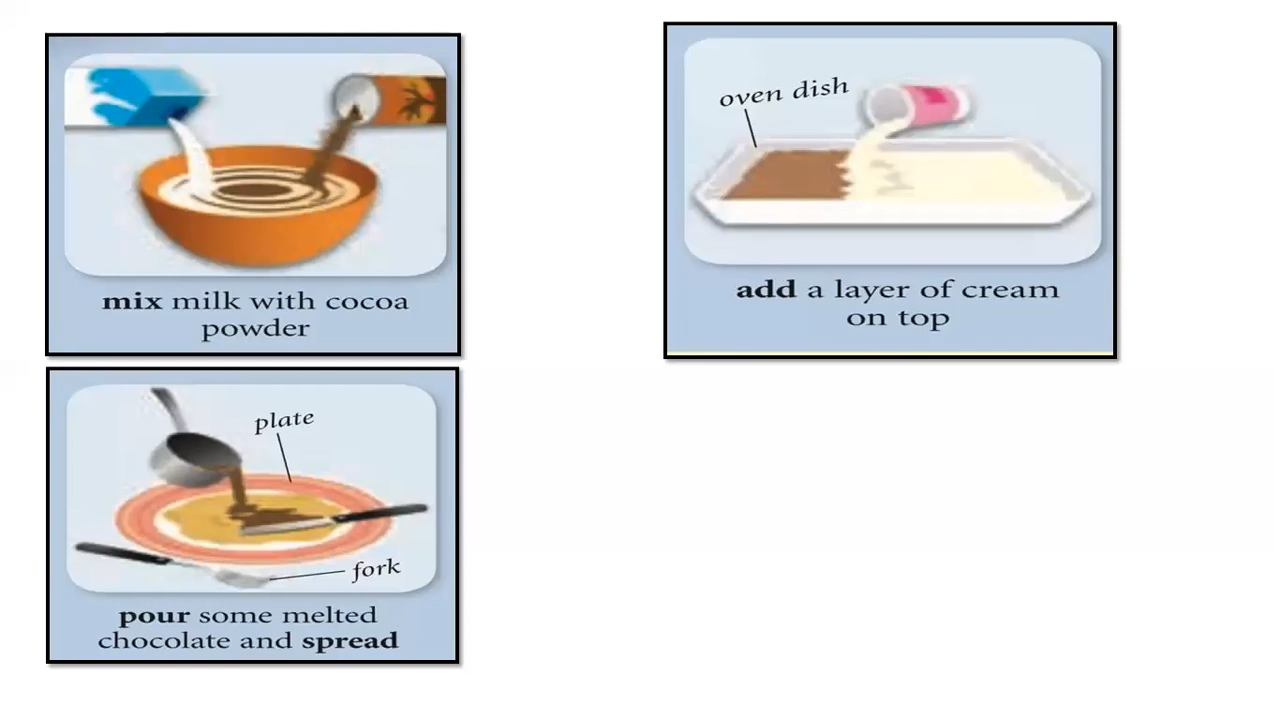 mix milk with cocoa
powder
oven dish
add a layer of cream
on top
plate
fork
pour some melted
chocolate and spread